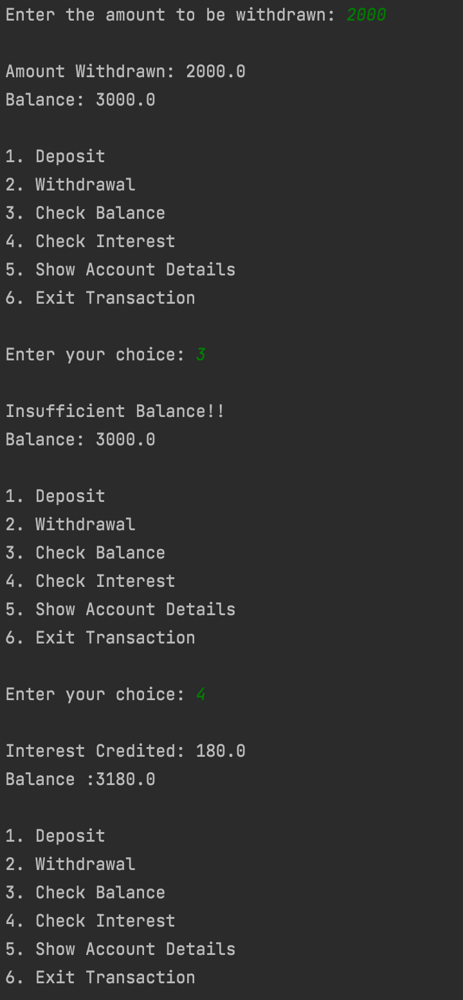 Enter the amount to be withdrawn: 2000
Amount Withdrawn: 2000.0
Balance: 3000.0
1. Deposit
2. Withdrawal
3. Check Balance
4. Check Interest
5. Show Account Details
6. Exit Transaction
Enter your choice: 3
Insufficient Balance!!
Balance: 3000.0
1. Deposit
2. Withdrawal
3. Check Balance
4. Check Interest
5. Show Account Details
6. Exit Transaction
Enter your choice: 4
Interest Credited: 180.0
Balance :3180.0
1. Deposit
2. Withdrawal
3. Check Balance
4. Check Interest
5. Show Account Details
6. Exit Transaction